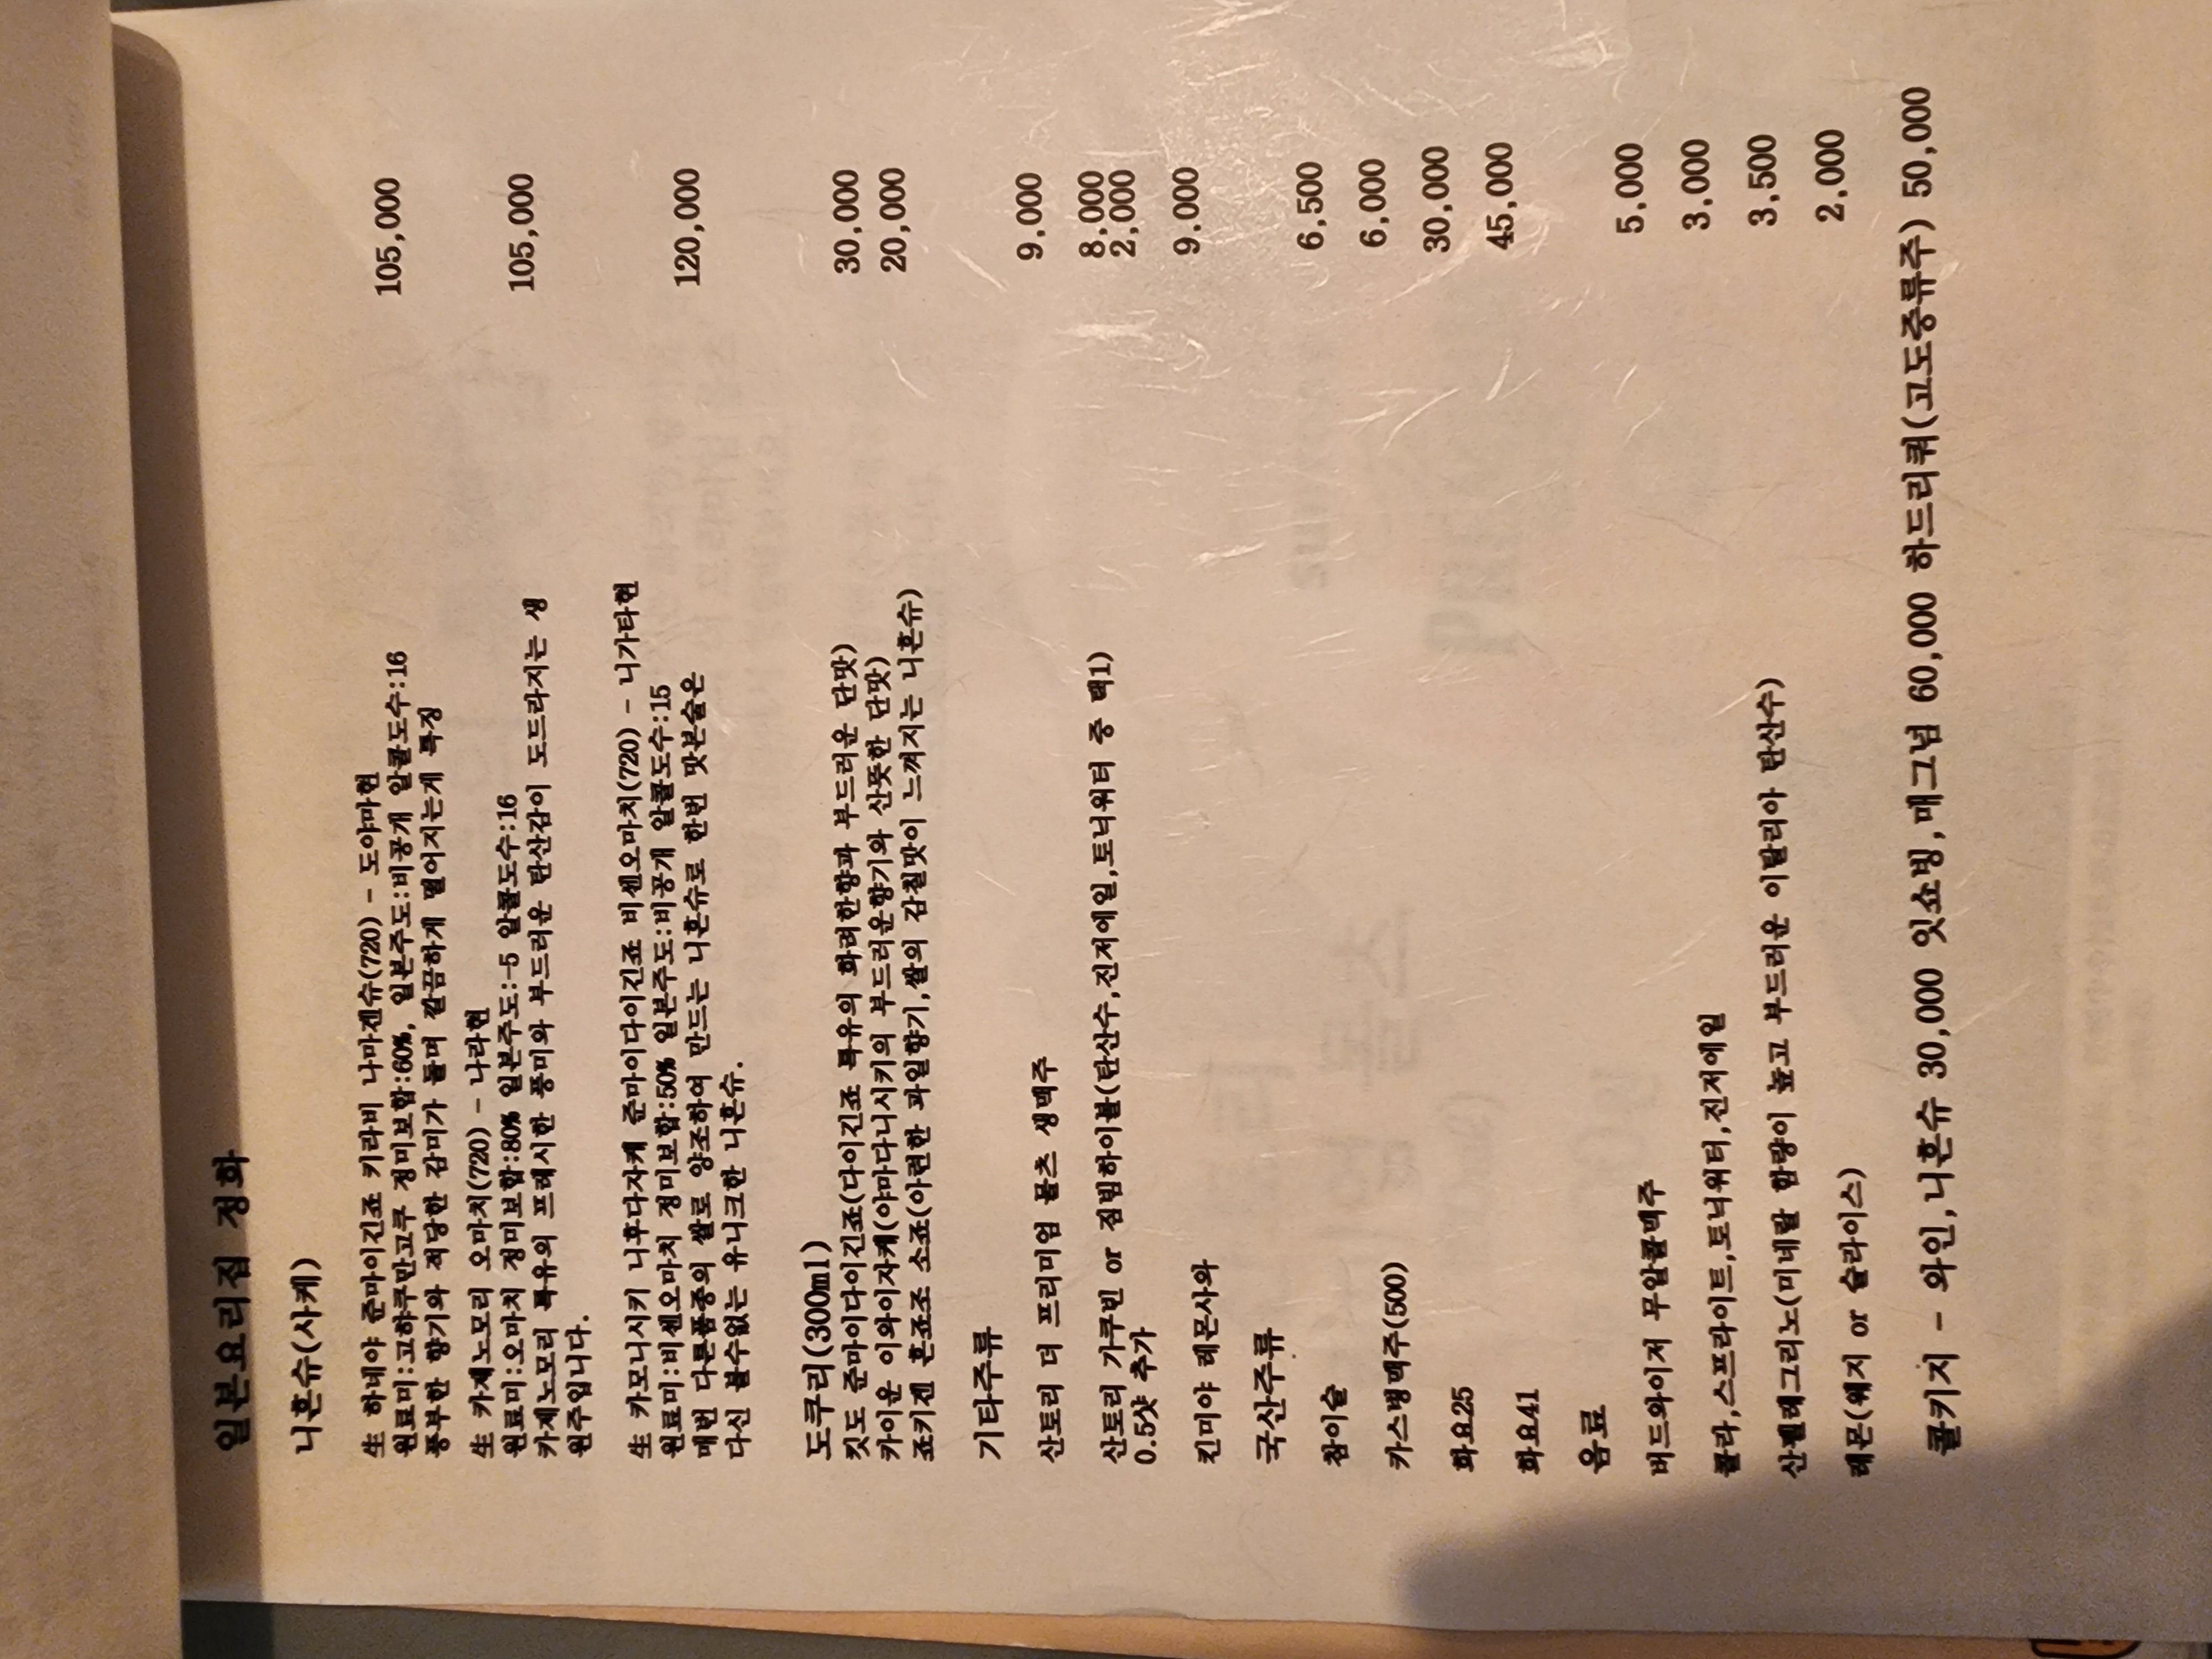 일본요리집 정화
니혼슈(사케)
生 하네야 준마이긴죠 키라비 나마겐슈(720) - 도야마현
원료미:고햐쿠만고쿠 정미보합:60%, 일본주도:비공개 알콜도수:16
풍부한 향기와 적당한 감미가 돌며 깔끔하게 떨어지는게 특징
105,000
生 카제노모리 오마치(720) - 나라현
원료미:오마치 정미보합:80% 일본주도:-5 알콜도수:16
카제노모리 특유의 프레시한 풍미와 부드러운 탄산감이 도드라지는 생
원주입니다.
105,000
生 카모니시키 니후다자케 준마이다이긴죠 비젠오마치(720) - 니가타현
원료미:비젠오마치 정미보합:50% 일본주도:비공개 알콜도수:15
매번 다른품종의 쌀로 양조하여 만드는 니혼슈로 한번 맛본술은
다신 볼수없는 유니크한 니혼슈.
120,000
도쿠리(300ml)
킷도 준마이다이긴죠(다이긴죠 특유의 화려한향과 부드러운 단맛) 30,000
카이운 이와이자케(야마다니시키의 부드러운향기와 산뜻한 단맛) 20,000
죠키겐 혼죠조 소죠(아련한 과일향기,쌀의 감칠맛이 느껴지는 니혼슈)
기타주류
산토리 더 프리미엄 몰츠 생맥주 9,000
산토리 가쿠빈 or 짐빔하이볼(탄산수,진저에일,토닉워터 중 택1) 8,000
0.5샷 추가 2,000
킨미야 레몬사와 9,000
국산주류
참이슬 6,500
카스병맥주(500) 6,000
화요25 30,000
화요41 45,000
음료
버드와이저 무알콜맥주 5,000
콜라,스프라이트,토닉워터,진저에일 3,000
산펠레그리노(미네랄 함량이 높고 부드러운 이탈리아 탄산수) 3,500
레몬(웨지 or 슬라이스) 2,000
콜키지 - 와인,니혼슈 30,000 잇쇼빙,매그넘 60,000 하드리쿼(고도증류주) 50,000